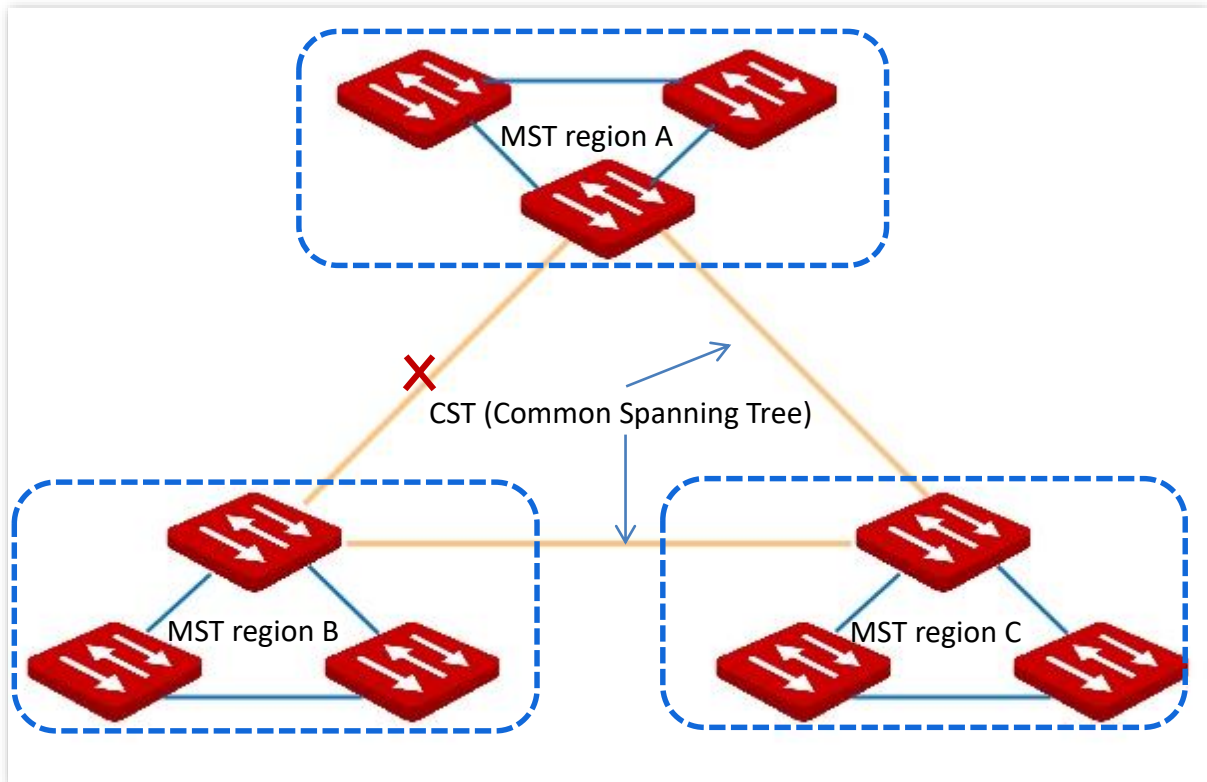 MST region A
CST (Common Spanning Tree)
MST region B
MST region C